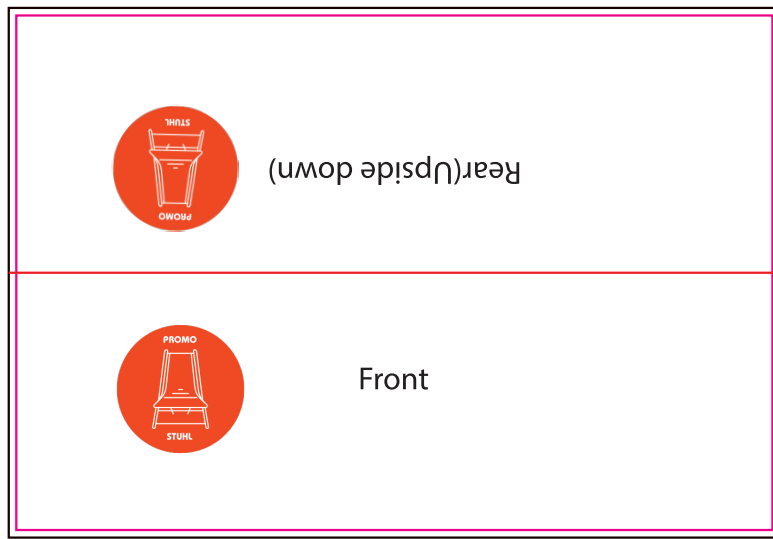 STUHL
PROMO
Rear(Upside down)
PROMO
STUHL
Front